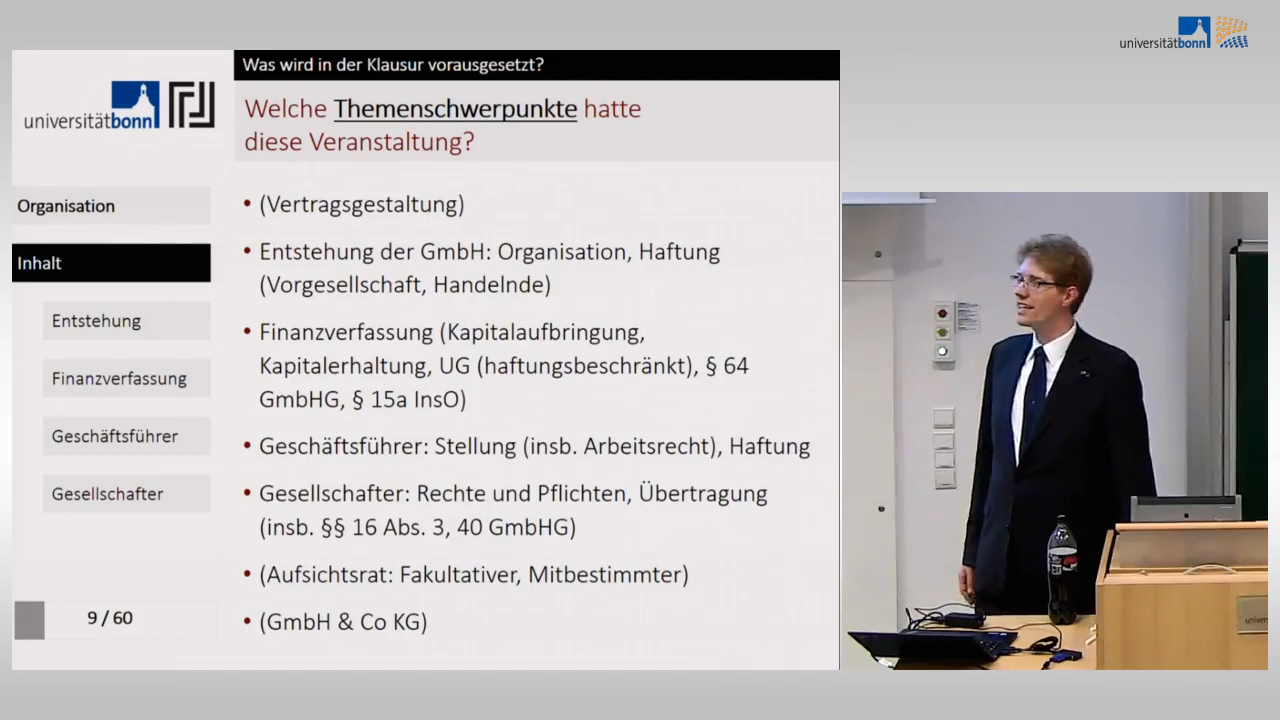 universitätbonn
Was wird in der Klausur vorausgesetzt?
universitätbonn
Welche Themenschwerpunkte hatte
diese Veranstaltung?
Organisation
Inhalt
Entstehung
Finanzverfassung
Geschäftsführer
Gesellschafter
9 / 60
• (Vertragsgestaltung)
• Entstehung der GmbH: Organisation, Haftung
(Vorgesellschaft, Handelnde)
• Finanzverfassung (Kapitalaufbringung,
Kapitalerhaltung, UG (haftungsbeschränkt), § 64
GmbHG, § 15a InsO)
• Geschäftsführer: Stellung (insb. Arbeitsrecht), Haftung
• Gesellschafter: Rechte und Pflichten, Übertragung
(insb. §§ 16 Abs. 3, 40 GmbHG)
• (Aufsichtsrat: Fakultativer, Mitbestimmter)
• (GmbH & Co KG)